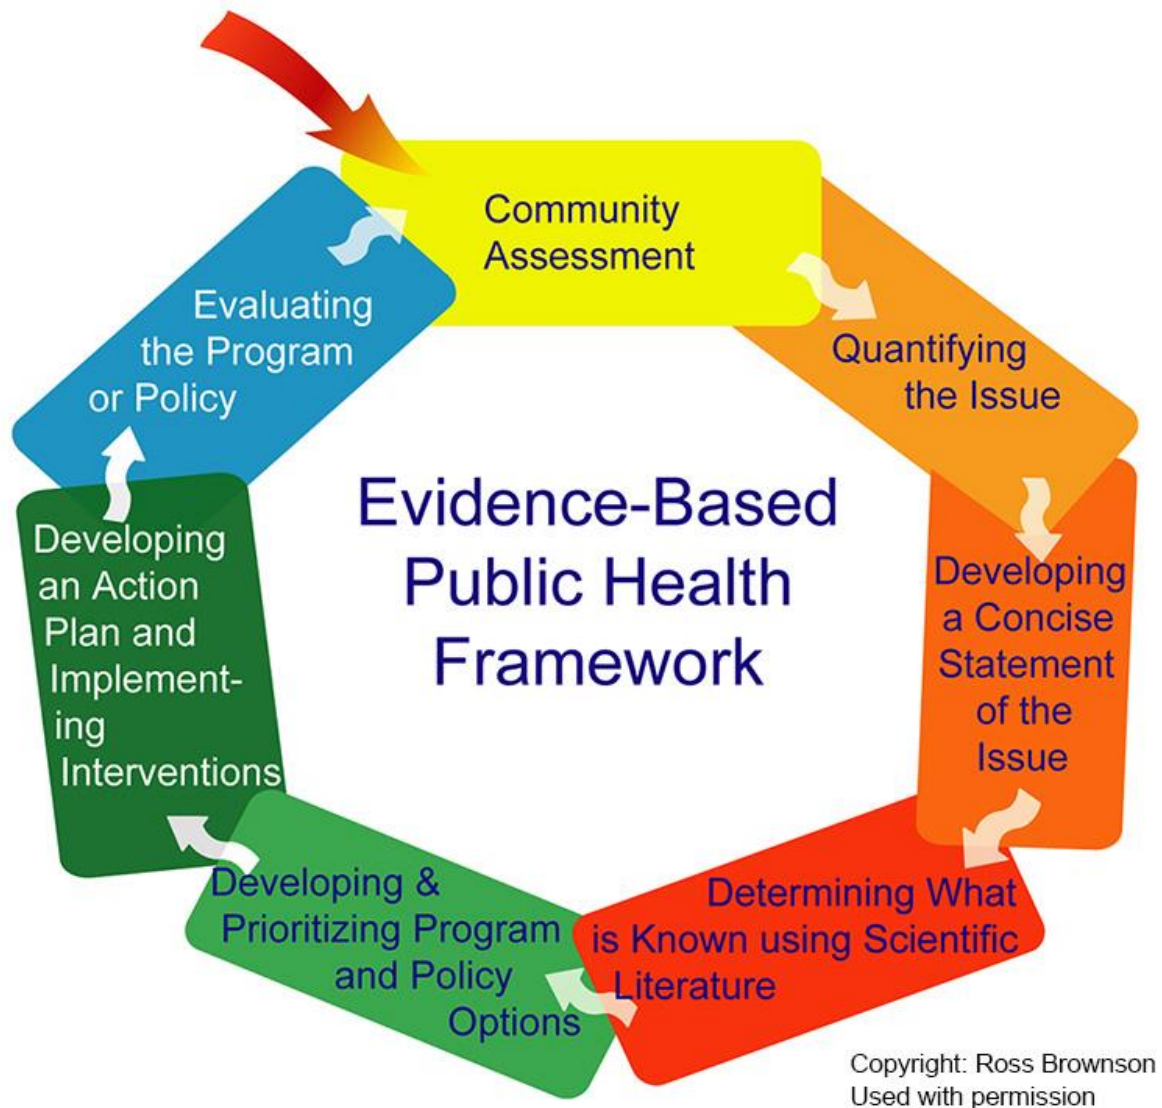 Community
Assessment
Quantifying
the Issue
Developing
a Concise
Statement
of the
Issue
Determining What
is Known using Scientific
Literature
Developing &
Prioritizing Program
and Policy
Options
Developing
an Action
Plan and
Implement-
ing
Interventions
Evaluating
the Program
or Policy
Evidence-Based
Public Health
Framework
Copyright: Ross Brownson
Used with permission